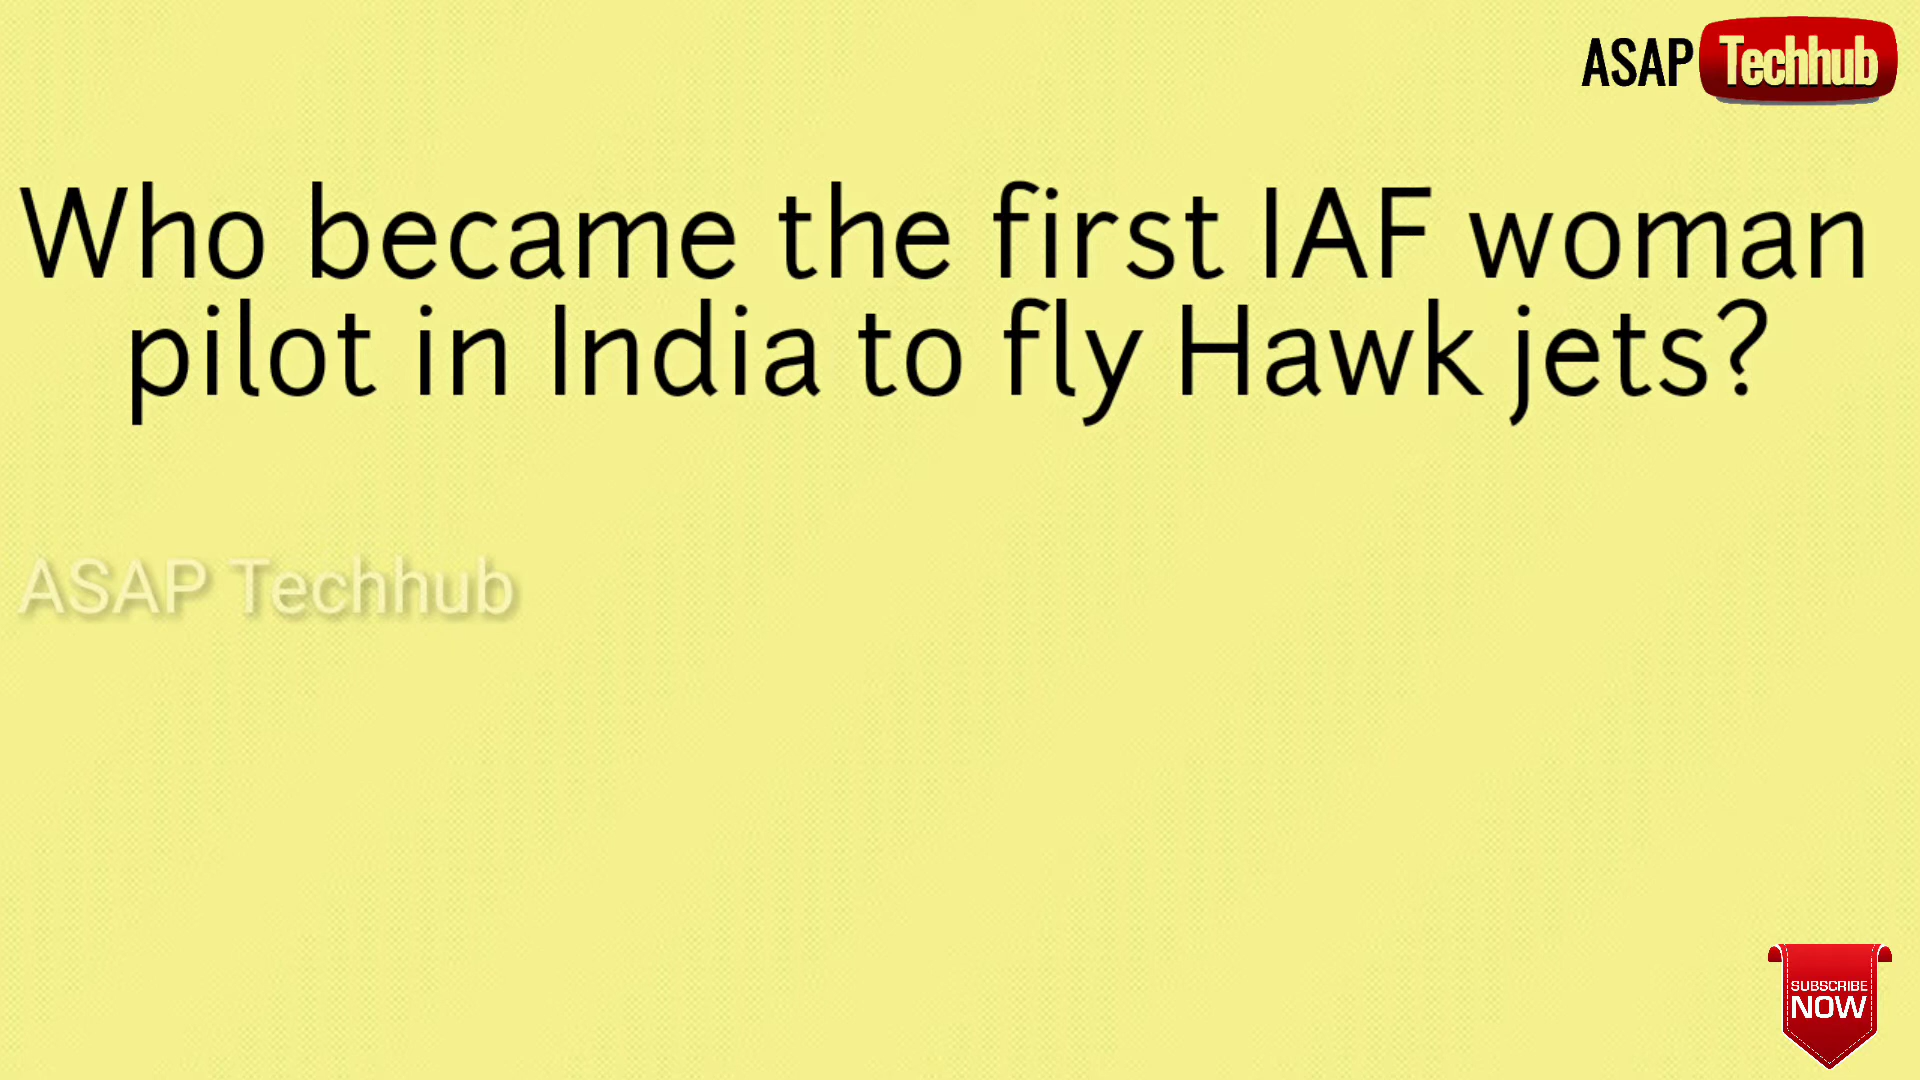 ASAP Techhub
Who became the first IAF woman
pilot in India to fly Hawk jets?
ASAP Techhub
SUBSCRIBE
NOW